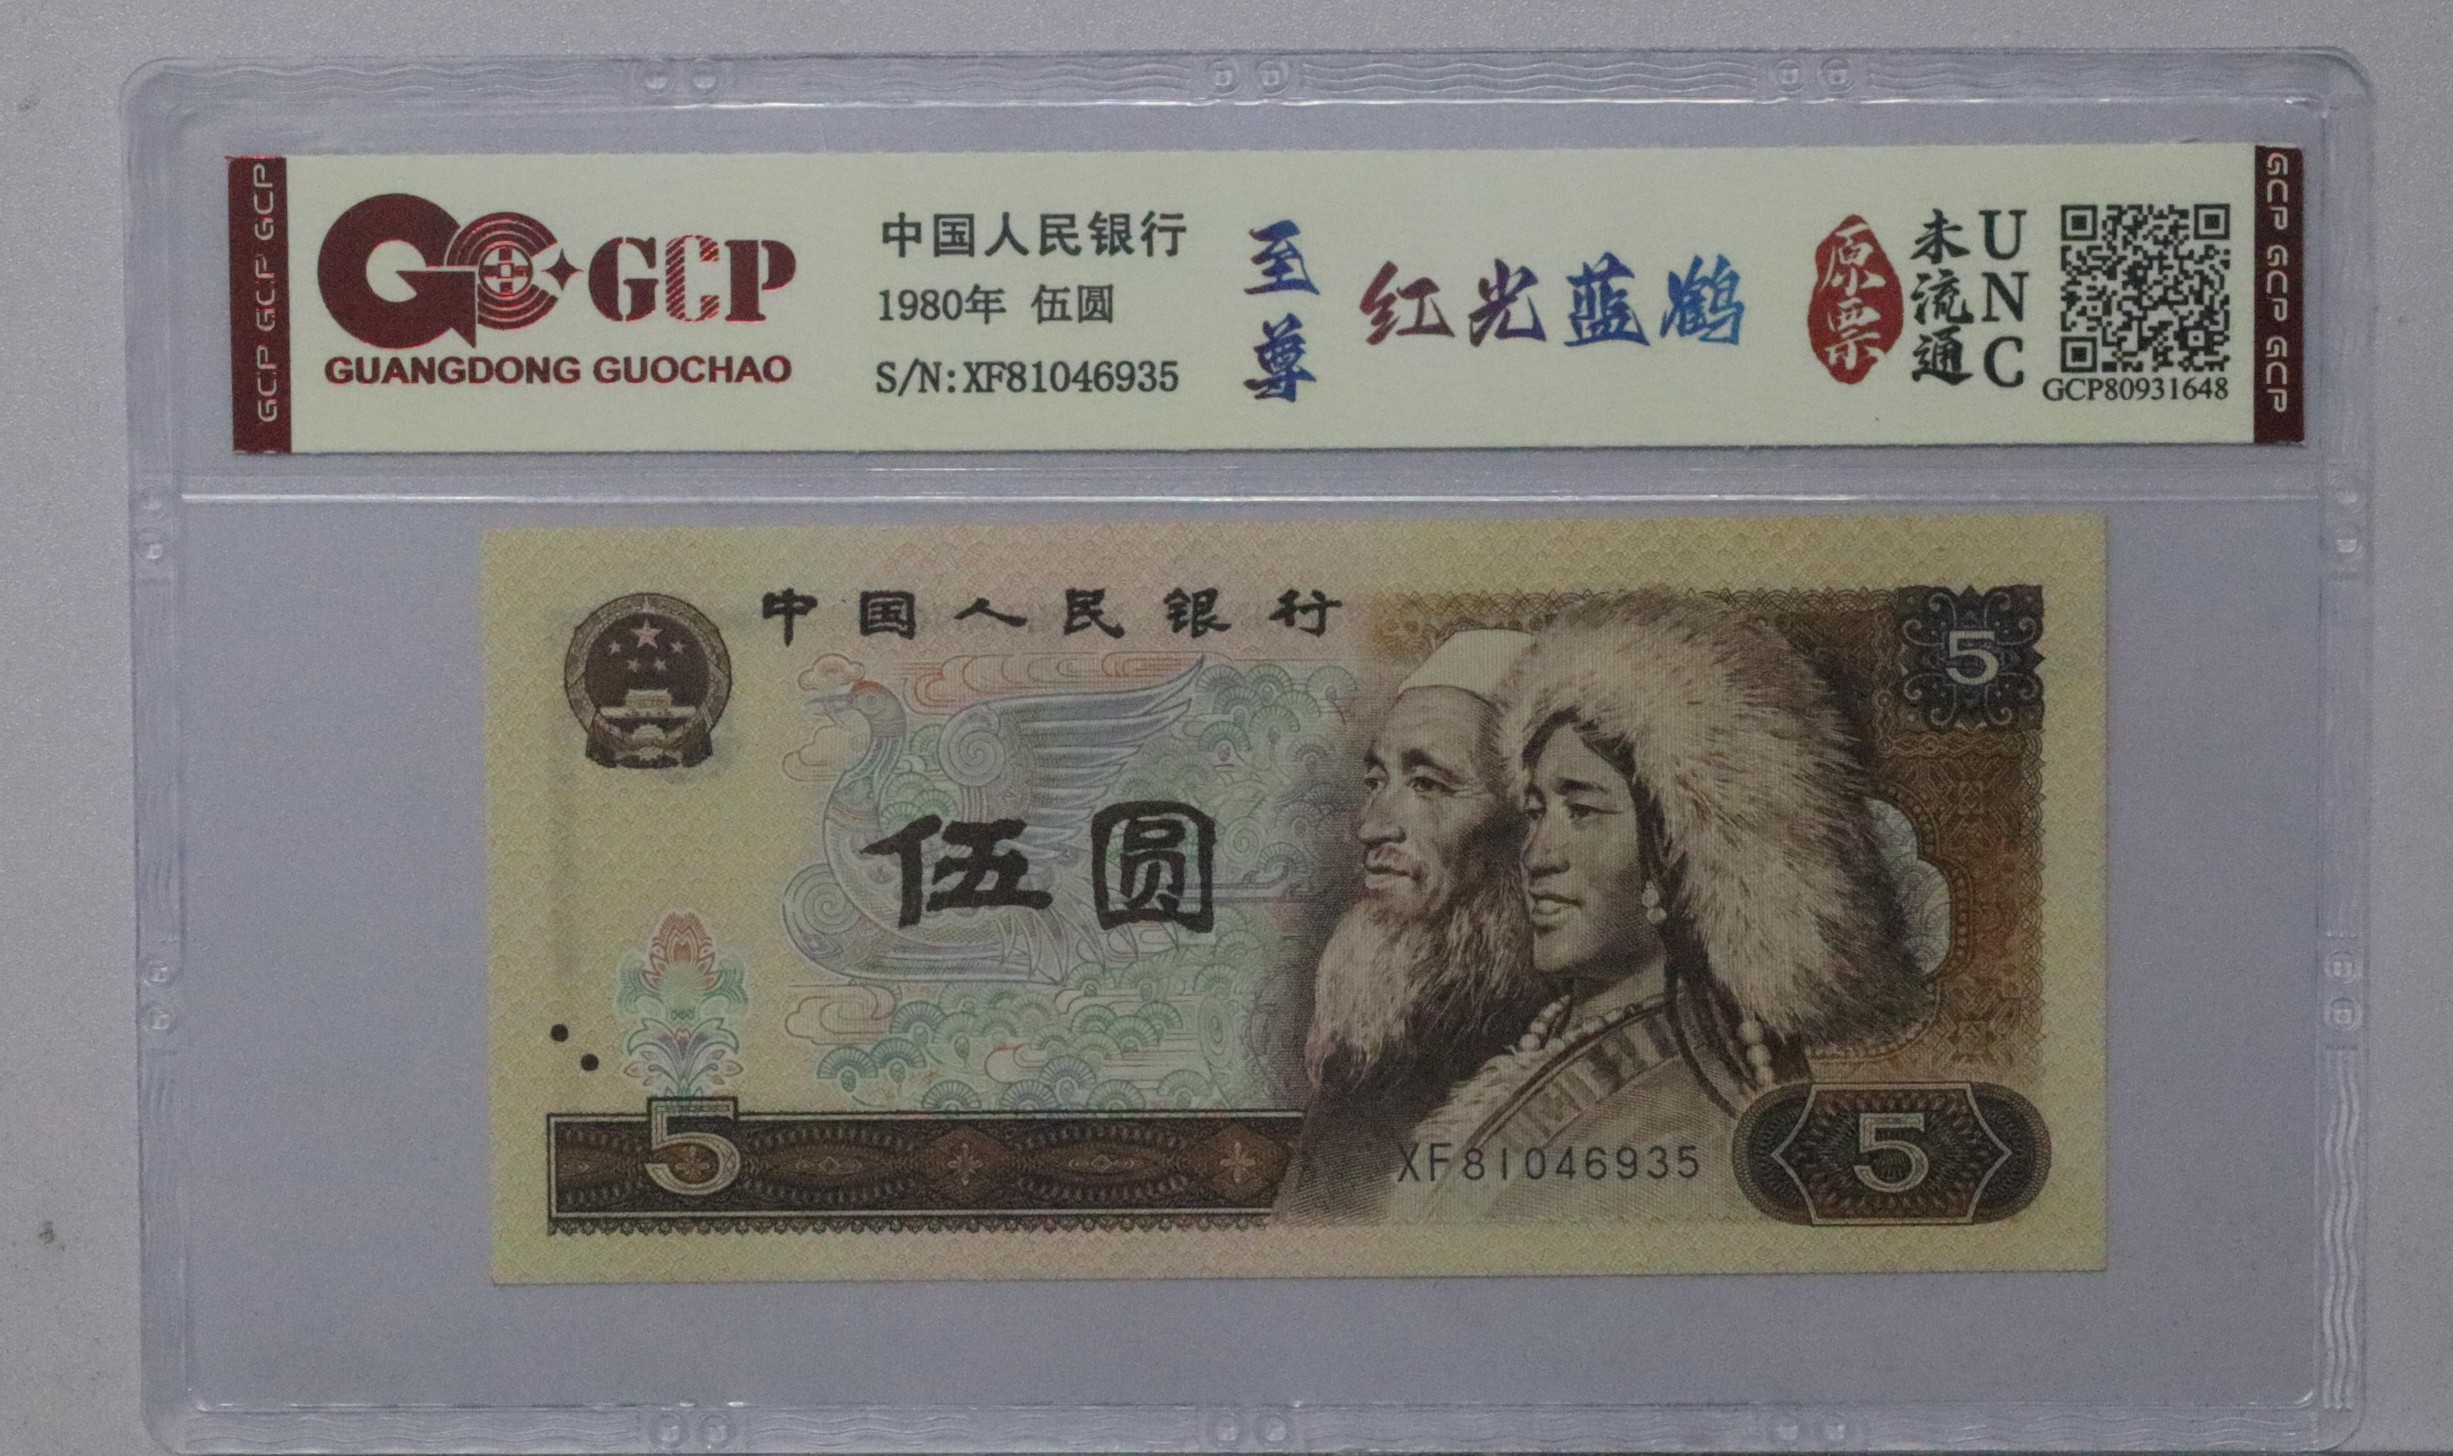 GCP GCP GCP
GCP
GUANGDONG GUOCHAO
中国人民银行
1980年 伍圆
S/N:XF81046935
至尊
红光蓝鹤
原票
未流通
UNC
GCP80931648
GCP GCP GCP
中国人民银行
5
伍圆
5
XF81046935
5